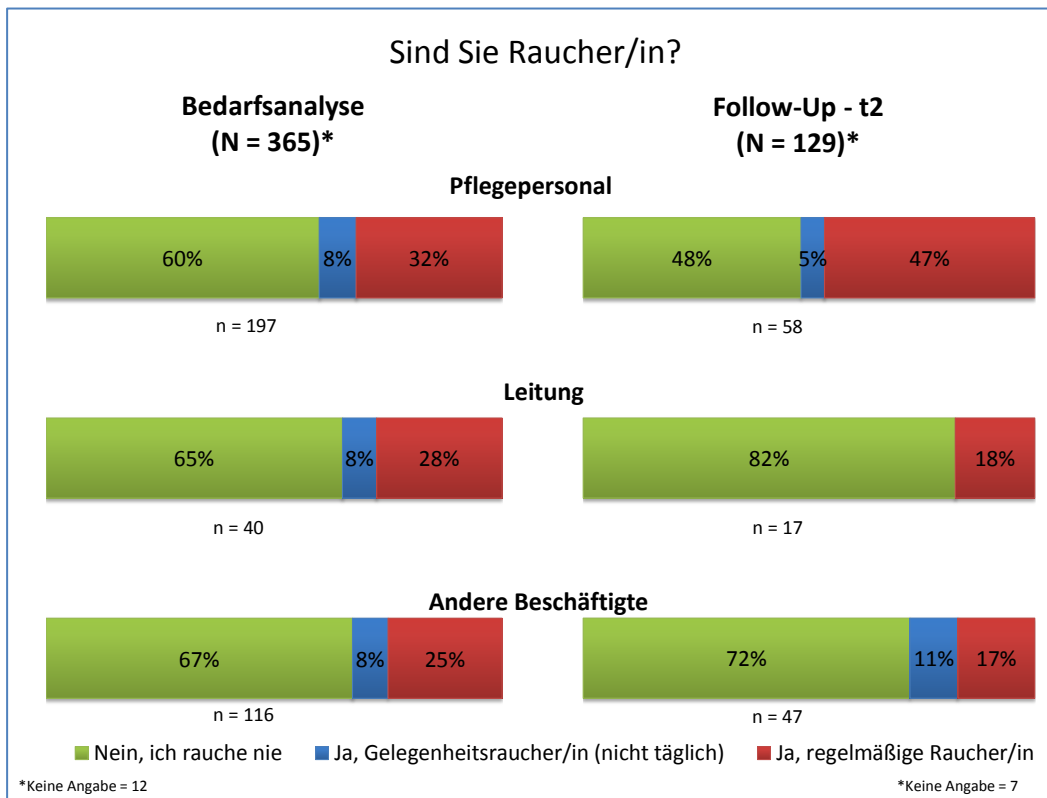 Sind Sie Raucher/in?
Bedarfsanalyse
(N = 365)*
Follow-Up - t2
(N = 129)*
Pflegepersonal
60% 8% 32%
48% 5% 47%
n = 197
n = 58
Leitung
65% 8% 28%
82% 18%
n = 40
n = 17
Andere Beschäftigte
67% 8% 25%
72% 11% 17%
n = 116
n = 47
Nein, ich rauche nie
Ja, Gelegenheitsraucher/in (nicht täglich)
Ja, regelmäßige Raucher/in
*Keine Angabe = 12
*Keine Angabe = 7